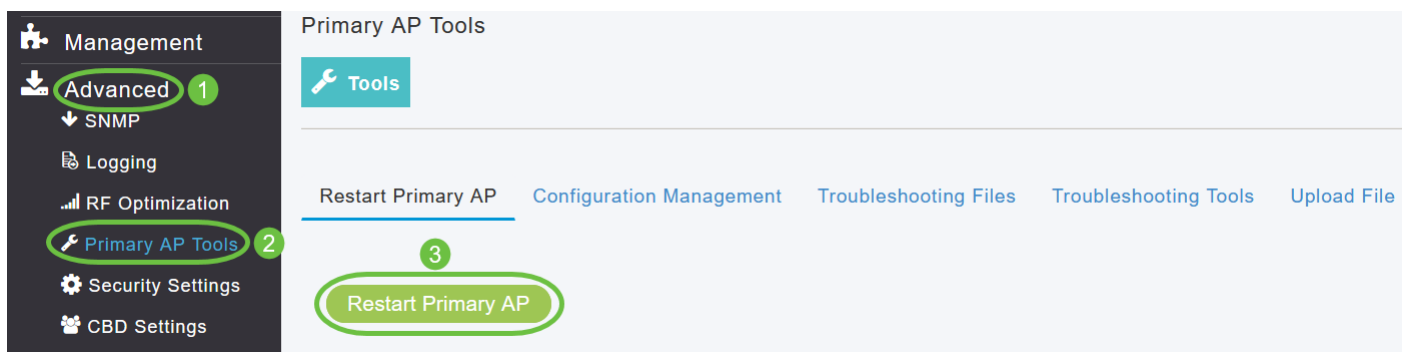 Management
Advanced 1
SNMP
Logging
RF Optimization
Primary AP Tools 2
Security Settings
CBD Settings
Primary AP Tools
Tools
Restart Primary AP Configuration Management Troubleshooting Files Troubleshooting Tools Upload File
3
Restart Primary AP